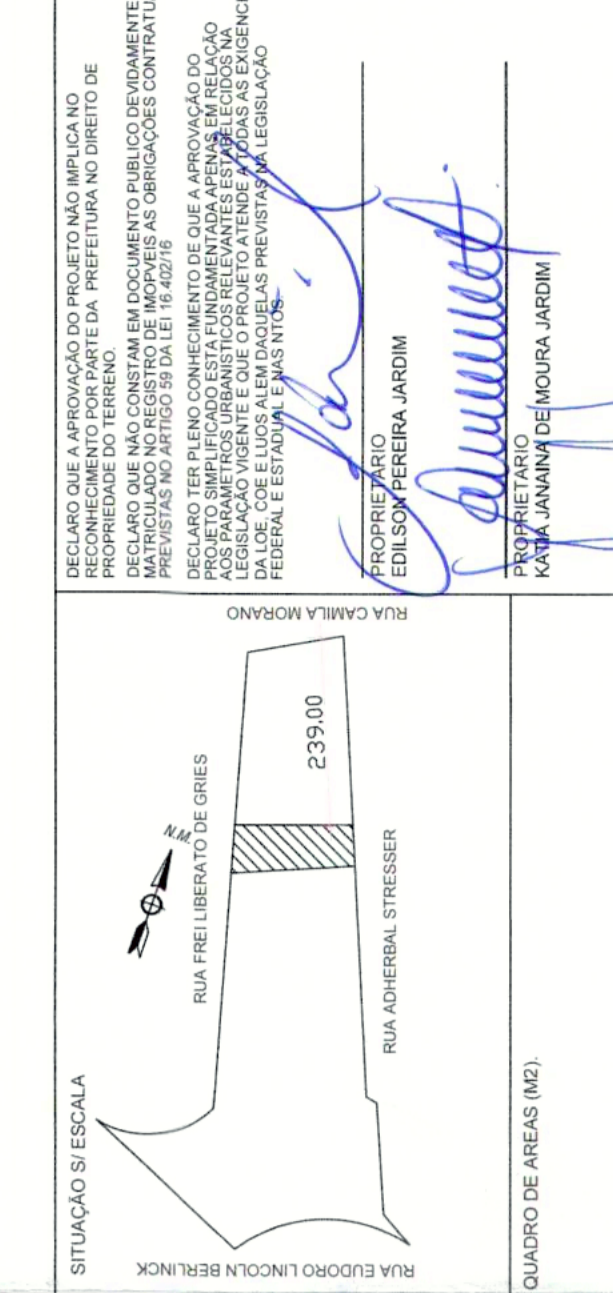 DECLARO QUE A APROVAÇÃO DO PROJETO NÃO IMPLICA NO
RECONHECIMENTO POR PARTE DA PREFEITURA NO DIREITO DE
PROPRIEDADE DO TERRENO.
DECLARO QUE NÃO CONSTAM EM DOCUMENTO PUBLICO DEVIDAMENTE
MATRICULADO NO REGISTRO DE IMOPVEIS AS OBRIGAÇÕES CONTRATU
PREVISTAS NO ARTIGO 59 DA LEI 16.402/16
DECLARO TER PLENO CONHECIMENTO DE QUE A APROVAÇÃO DO
PROJETO SIMPLIFICADO ESTA FUNDAMENTADA APENAS EM RELAÇÃO
AOS PARAMETROS URBANISTICOS RELEVANTES ESTABELECIDOS NA
LEGISLAÇÃO VIGENTE E QUE O PROJETO ATENDE A TODAS AS EXIGENCI
DA LOE, COE E LUOS ALEM DAQUELAS PREVISTAS NA LEGISLAÇÃO
FEDERAL E ESTADUAL E NAS NTOS.
PROPRIETARIO
EDILSON PEREIRA JARDIM
PROPRIETARIO
KATIA JANAINA DE MOURA JARDIM
SITUAÇÃO S/ ESCALA
N.M.
RUA FREI LIBERATO DE GRIES
RUA CAMILA MORANO
239.00
RUA ADHERBAL STRESSER
RUA EUDORO LINCOLN BERLINCK
QUADRO DE AREAS (M2).